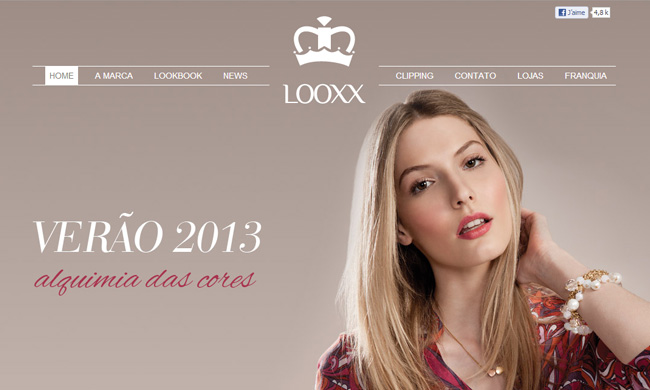 J'aime 4,8 k
LOOXX
HOME A MARCA LOOKBOOK NEWS CLIPPING CONTATO LOJAS FRANQUIA
VERÃO 2013
alquimia das cores